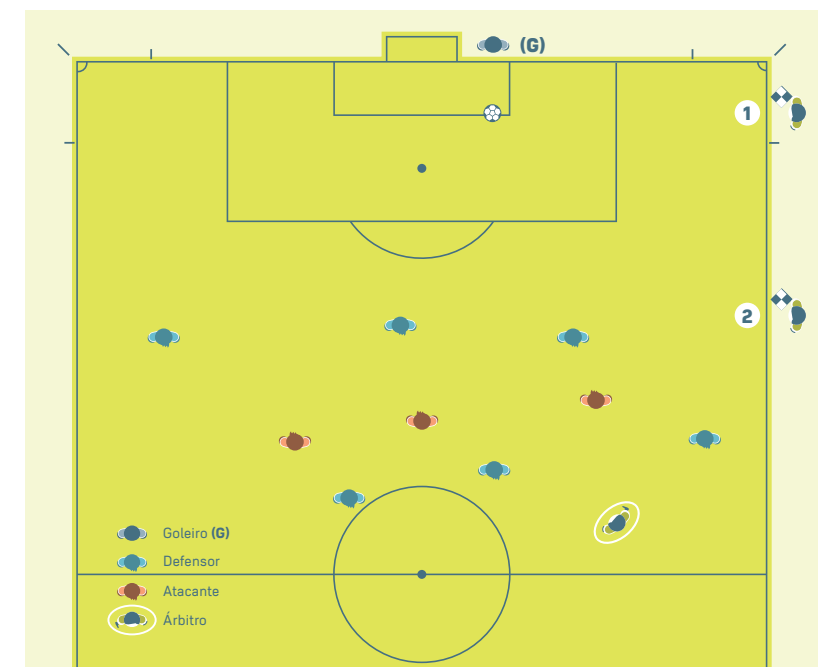 (G)
1
2
Goleiro (G)
Defensor
Atacante
Árbitro